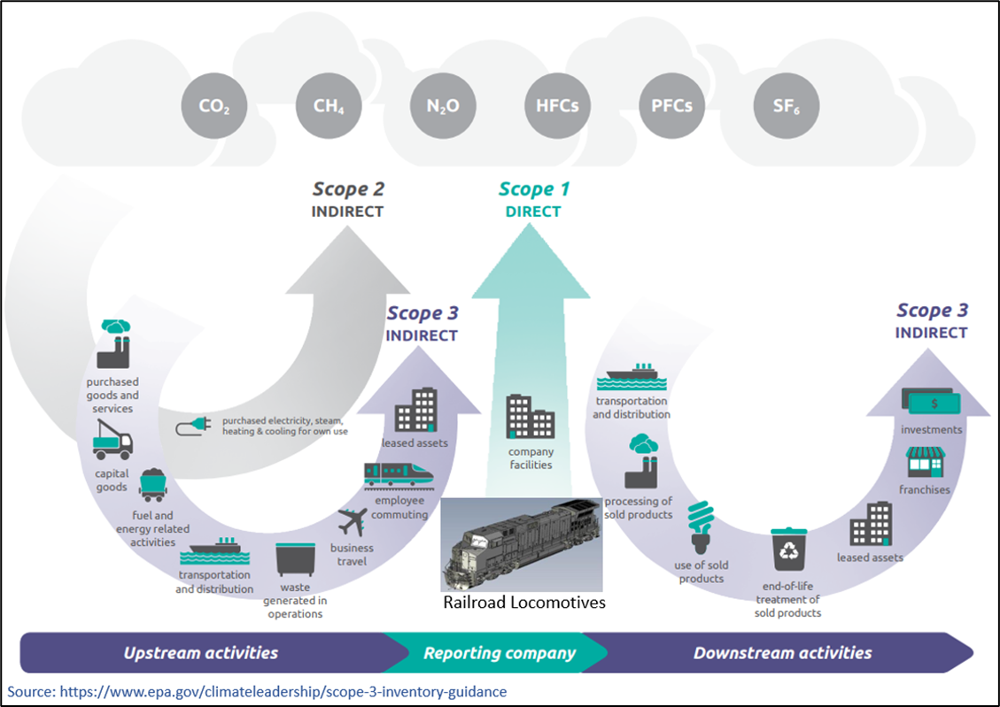 CO₂
CH₄
N₂O
HFCs
PFCs
SF₆
Scope 2
INDIRECT
Scope 1
DIRECT
Scope 3
INDIRECT
Scope 3
INDIRECT
purchased
goods and
services
capital
goods
fuel and
energy related
activities
transportation
and distribution
waste
generated in
operations
business
travel
employee
commuting
leased assets
purchased electricity, steam,
heating & cooling for own use
company
facilities
Railroad Locomotives
transportation
and distribution
processing of
sold products
use of sold
products
end-of-life
treatment of
sold products
leased assets
franchises
investments
$
Upstream activities
Reporting company
Downstream activities
Source: https://www.epa.gov/climateleadership/scope-3-inventory-guidance